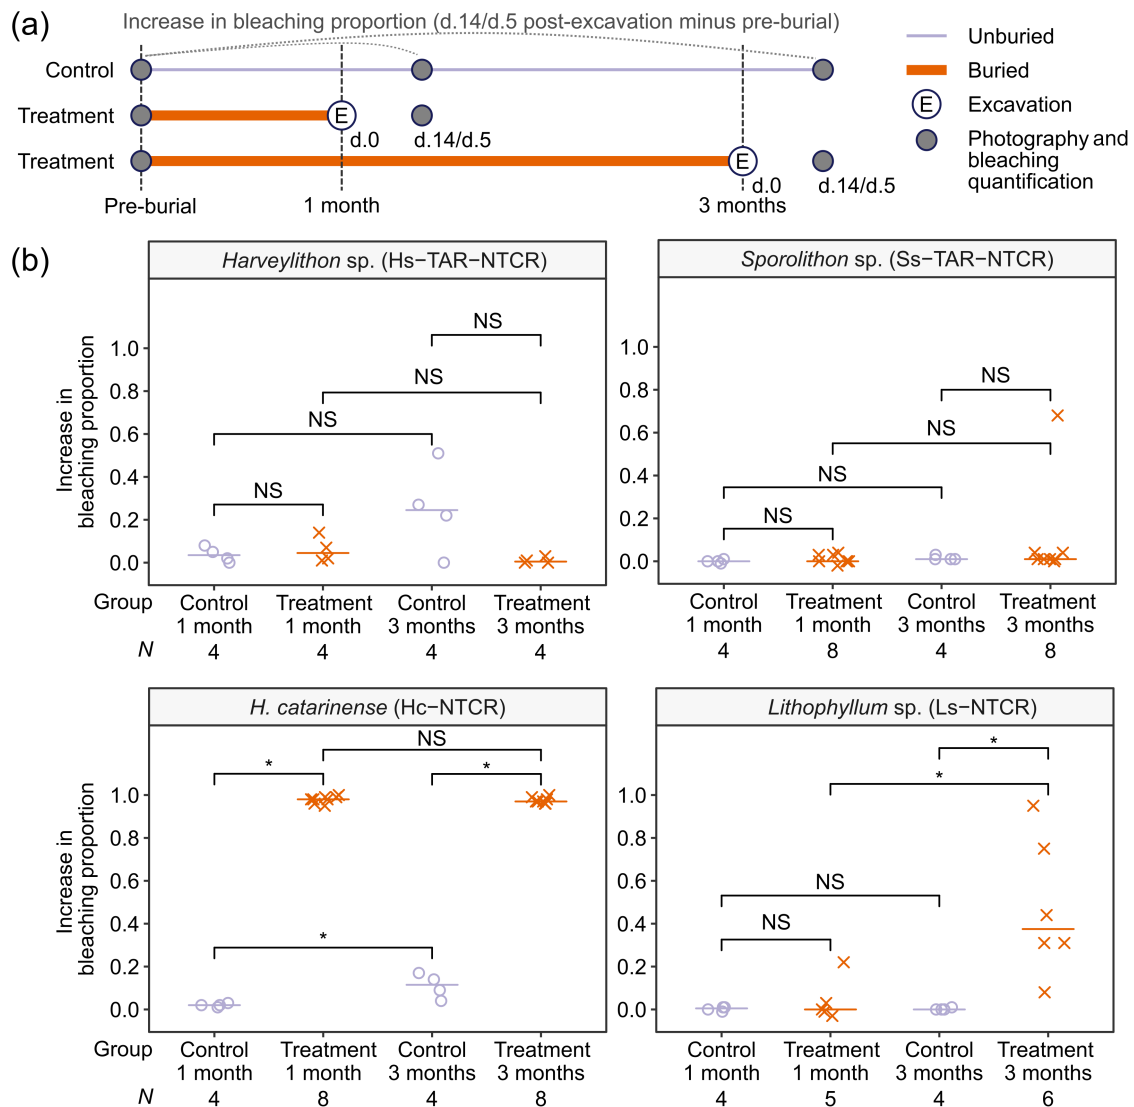 (a)
Increase in bleaching proportion (d.14/d.5 post-excavation minus pre-burial)
Control
Treatment
E
d.0
d.14/d.5
Treatment
E
d.0
d.14/d.5
Pre-burial
1 month
3 months
Unburied
Buried
E
Excavation
Photography and
bleaching
quantification
(b)
Harveylithon sp. (Hs−TAR−NTCR)
Increase in
bleaching proportion
1.0
0.8
0.6
0.4
0.2
0.0
NS
NS
NS
NS
Group
Control
1 month
Treatment
1 month
Control
3 months
Treatment
3 months
N
4
4
4
4
Sporolithon sp. (Ss−TAR−NTCR)
1.0
0.8
0.6
0.4
0.2
0.0
NS
NS
NS
NS
Control
1 month
Treatment
1 month
Control
3 months
Treatment
3 months
4
8
4
8
H. catarinense (Hc−NTCR)
Increase in
bleaching proportion
1.0
0.8
0.6
0.4
0.2
0.0
NS
*
*
*
Group
Control
1 month
Treatment
1 month
Control
3 months
Treatment
3 months
N
4
8
4
8
Lithophyllum sp. (Ls−NTCR)
1.0
0.8
0.6
0.4
0.2
0.0
*
*
NS
NS
Control
1 month
Treatment
1 month
Control
3 months
Treatment
3 months
4
5
4
6